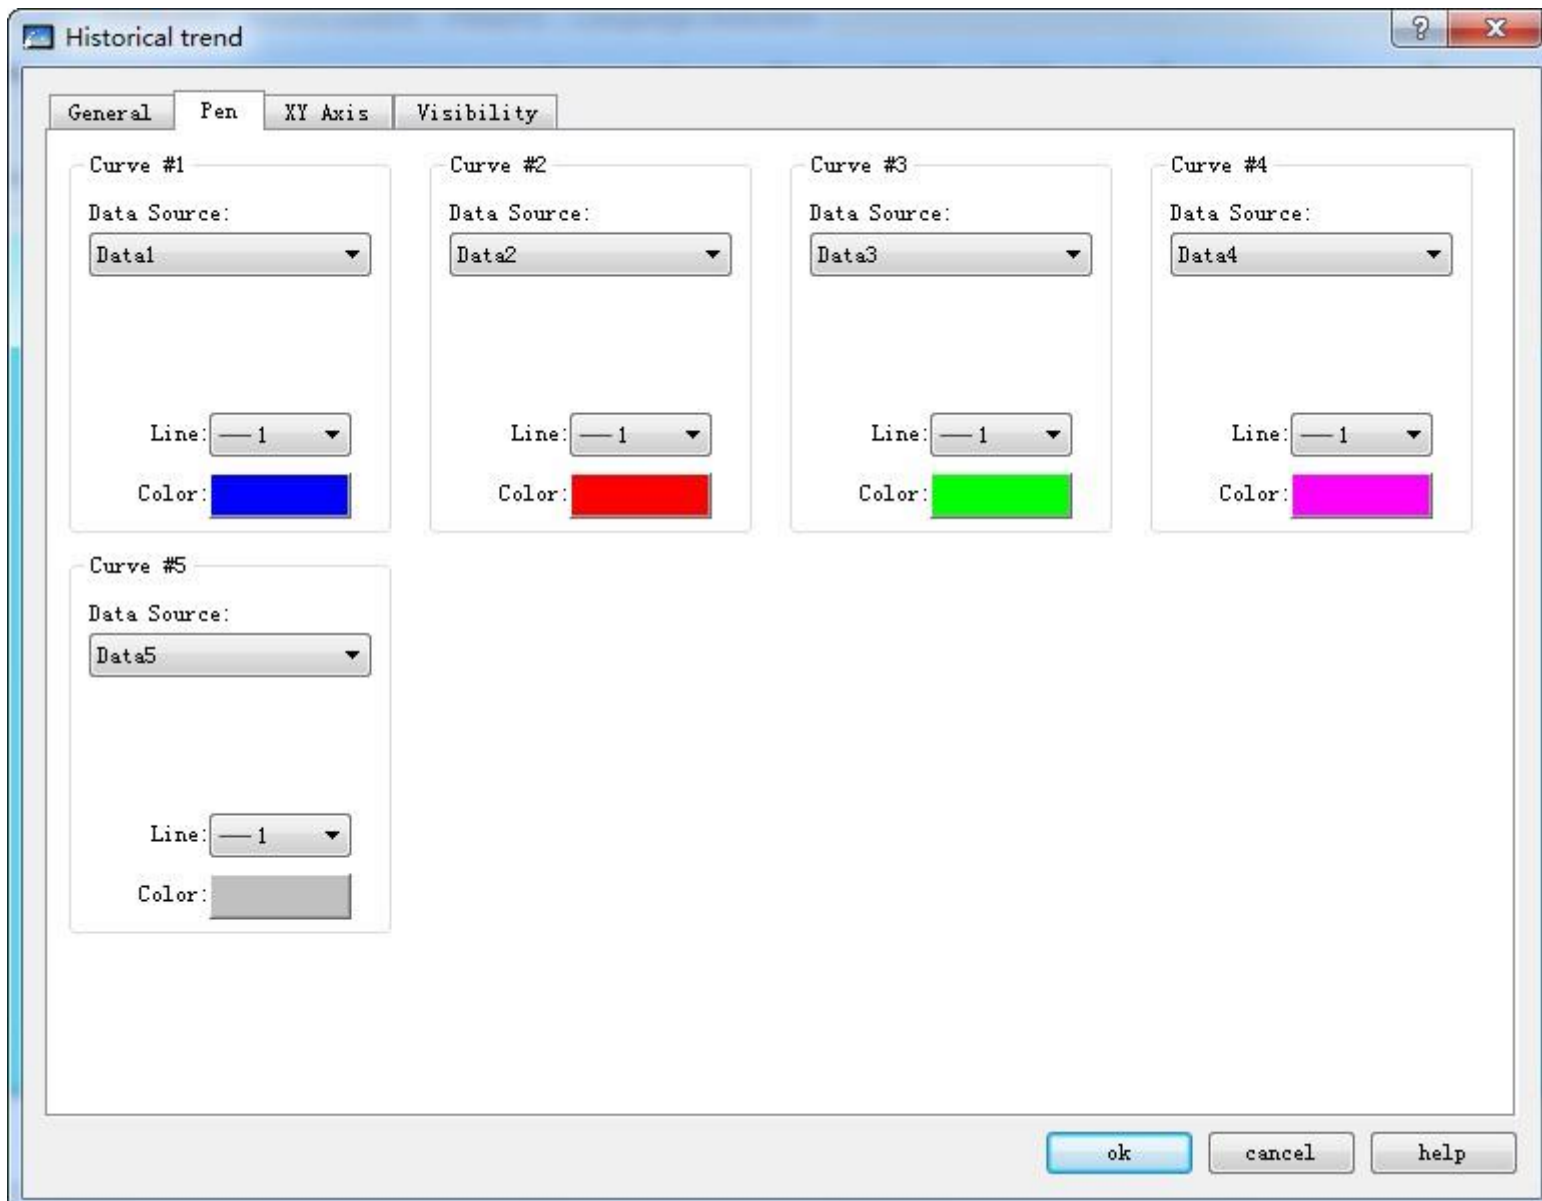 Historical trend
?
General Pen XY Axis Visibility
Curve #1 Curve #2 Curve #3 Curve #4
Data Source: Data Source: Data Source: Data Source:
Data1 Data2 Data3 Data4
Line: 1 Line: 1 Line: 1 Line: 1
Color: Color: Color: Color:
Curve #5
Data Source:
Data5
Line: 1
Color:
ok cancel help